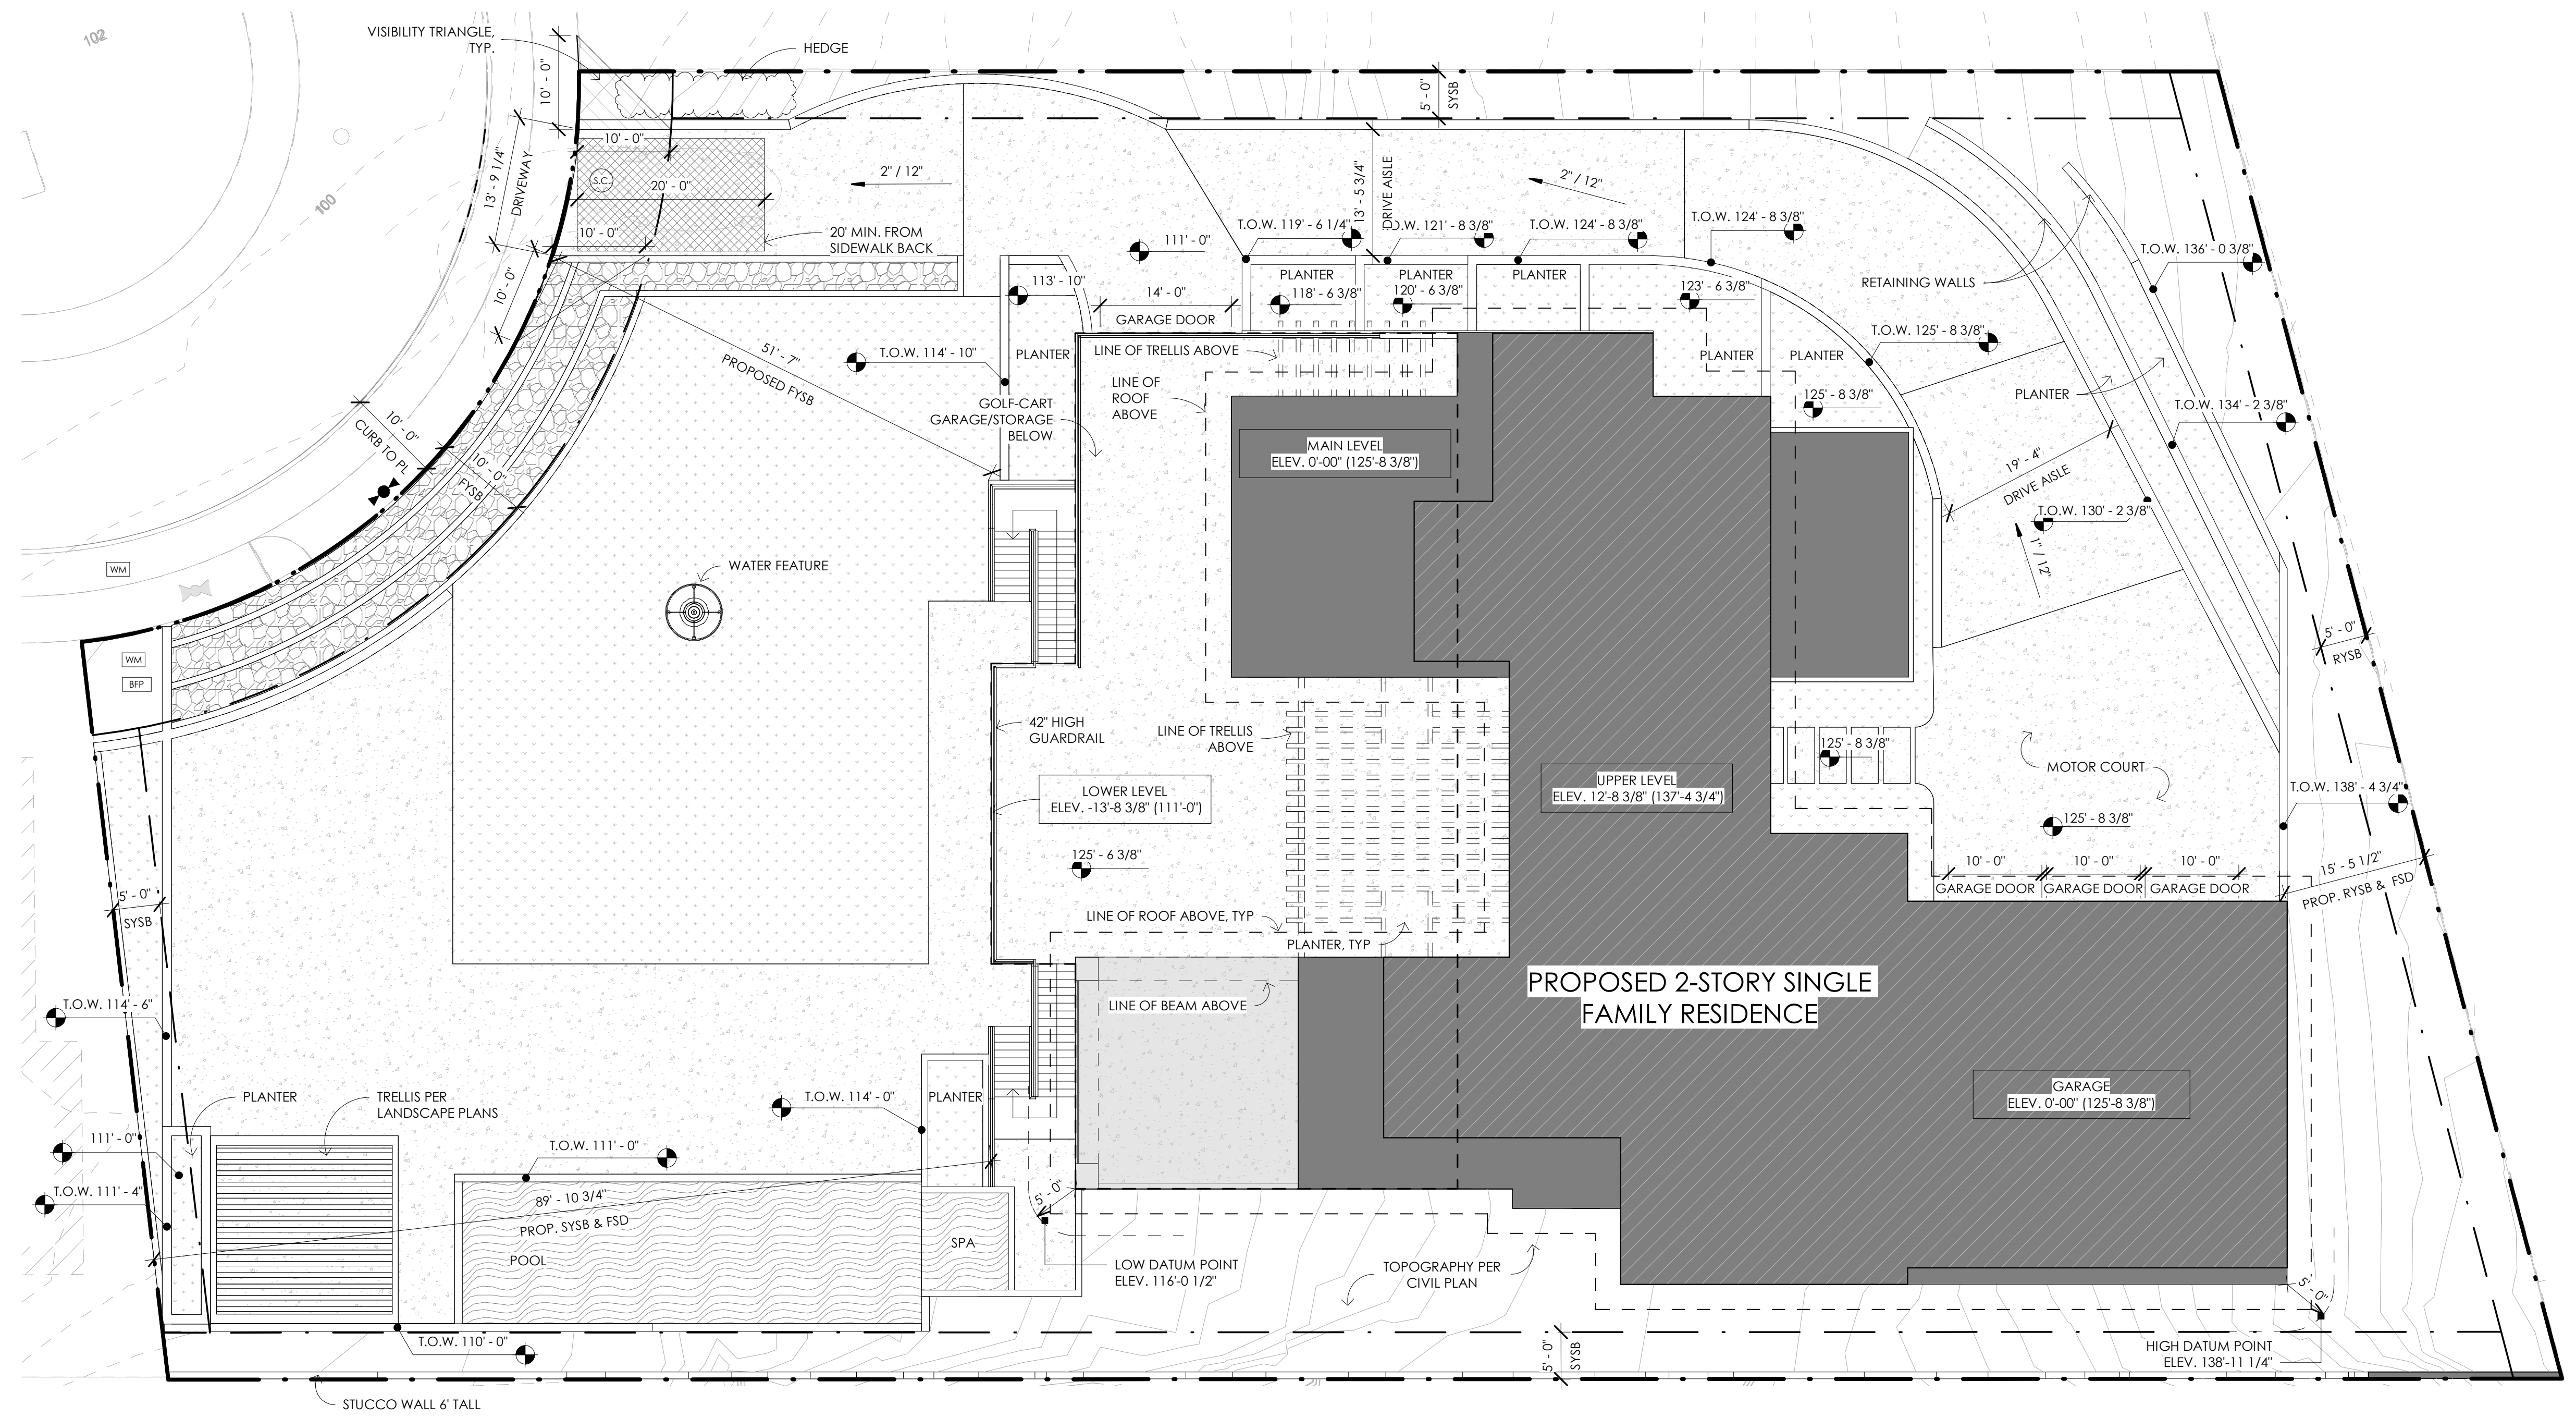 102
VISIBILITY TRIANGLE,
TYP.
HEDGE
10' - 0"
5' - 0"
SYSB
10' - 0"
13' - 9 1/4"
DRIVEWAY
S.C.
20' - 0"
2" / 12"
13' - 5 3/4"
DRIVE AISLE
2" / 12"
100
10' - 0"
20' MIN. FROM
SIDEWALK BACK
T.O.W. 119' - 6 1/4"
T.O.W. 121' - 8 3/8"
T.O.W. 124' - 8 3/8"
T.O.W. 124' - 8 3/8"
111' - 0"
T.O.W. 136' - 0 3/8"
10' - 0"
113' - 10"
14' - 0"
GARAGE DOOR
PLANTER
118' - 6 3/8"
PLANTER
120' - 6 3/8"
PLANTER
123' - 6 3/8"
RETAINING WALLS
51' - 7"
PROPOSED FYSB
T.O.W. 114' - 10"
PLANTER
LINE OF TRELLIS ABOVE
T.O.W. 125' - 8 3/8"
PLANTER
PLANTER
LINE OF
ROOF
ABOVE
GOLF-CART
GARAGE/STORAGE
BELOW
125' - 8 3/8"
PLANTER
T.O.W. 134' - 2 3/8"
10' - 0"
CURB TO PL
10' - 0"
FYSB
MAIN LEVEL
ELEV. 0'-00" (125'-8 3/8")
19' - 4"
DRIVE AISLE
T.O.W. 130' - 2 3/8"
1" / 12"
WM
WATER FEATURE
WM
BFP
5' - 0"
RYSB
42" HIGH
GUARDRAIL
LINE OF TRELLIS
ABOVE
125' - 8 3/8"
MOTOR COURT
LOWER LEVEL
ELEV. -13'-8 3/8" (111'-0")
UPPER LEVEL
ELEV. 12'-8 3/8" (137'-4 3/4")
T.O.W. 138' - 4 3/4"
125' - 8 3/8"
125' - 6 3/8"
10' - 0"
10' - 0"
10' - 0"
GARAGE DOOR
GARAGE DOOR
GARAGE DOOR
15' - 5 1/2"
PROP. RYSB & FSD
5' - 0"
SYSB
LINE OF ROOF ABOVE, TYP
PLANTER, TYP
PROPOSED 2-STORY SINGLE
FAMILY RESIDENCE
T.O.W. 114' - 6"
LINE OF BEAM ABOVE
PLANTER
TRELLIS PER
LANDSCAPE PLANS
T.O.W. 114' - 0"
PLANTER
GARAGE
ELEV. 0'-00" (125'-8 3/8")
111' - 0"
T.O.W. 111' - 0"
T.O.W. 111' - 4"
89' - 10 3/4"
PROP. SYSB & FSD
5' - 0"
POOL
SPA
LOW DATUM POINT
ELEV. 116'-0 1/2"
TOPOGRAPHY PER
CIVIL PLAN
5' - 0"
T.O.W. 110' - 0"
5' - 0"
SYSB
HIGH DATUM POINT
ELEV. 138'-11 1/4"
STUCCO WALL 6' TALL